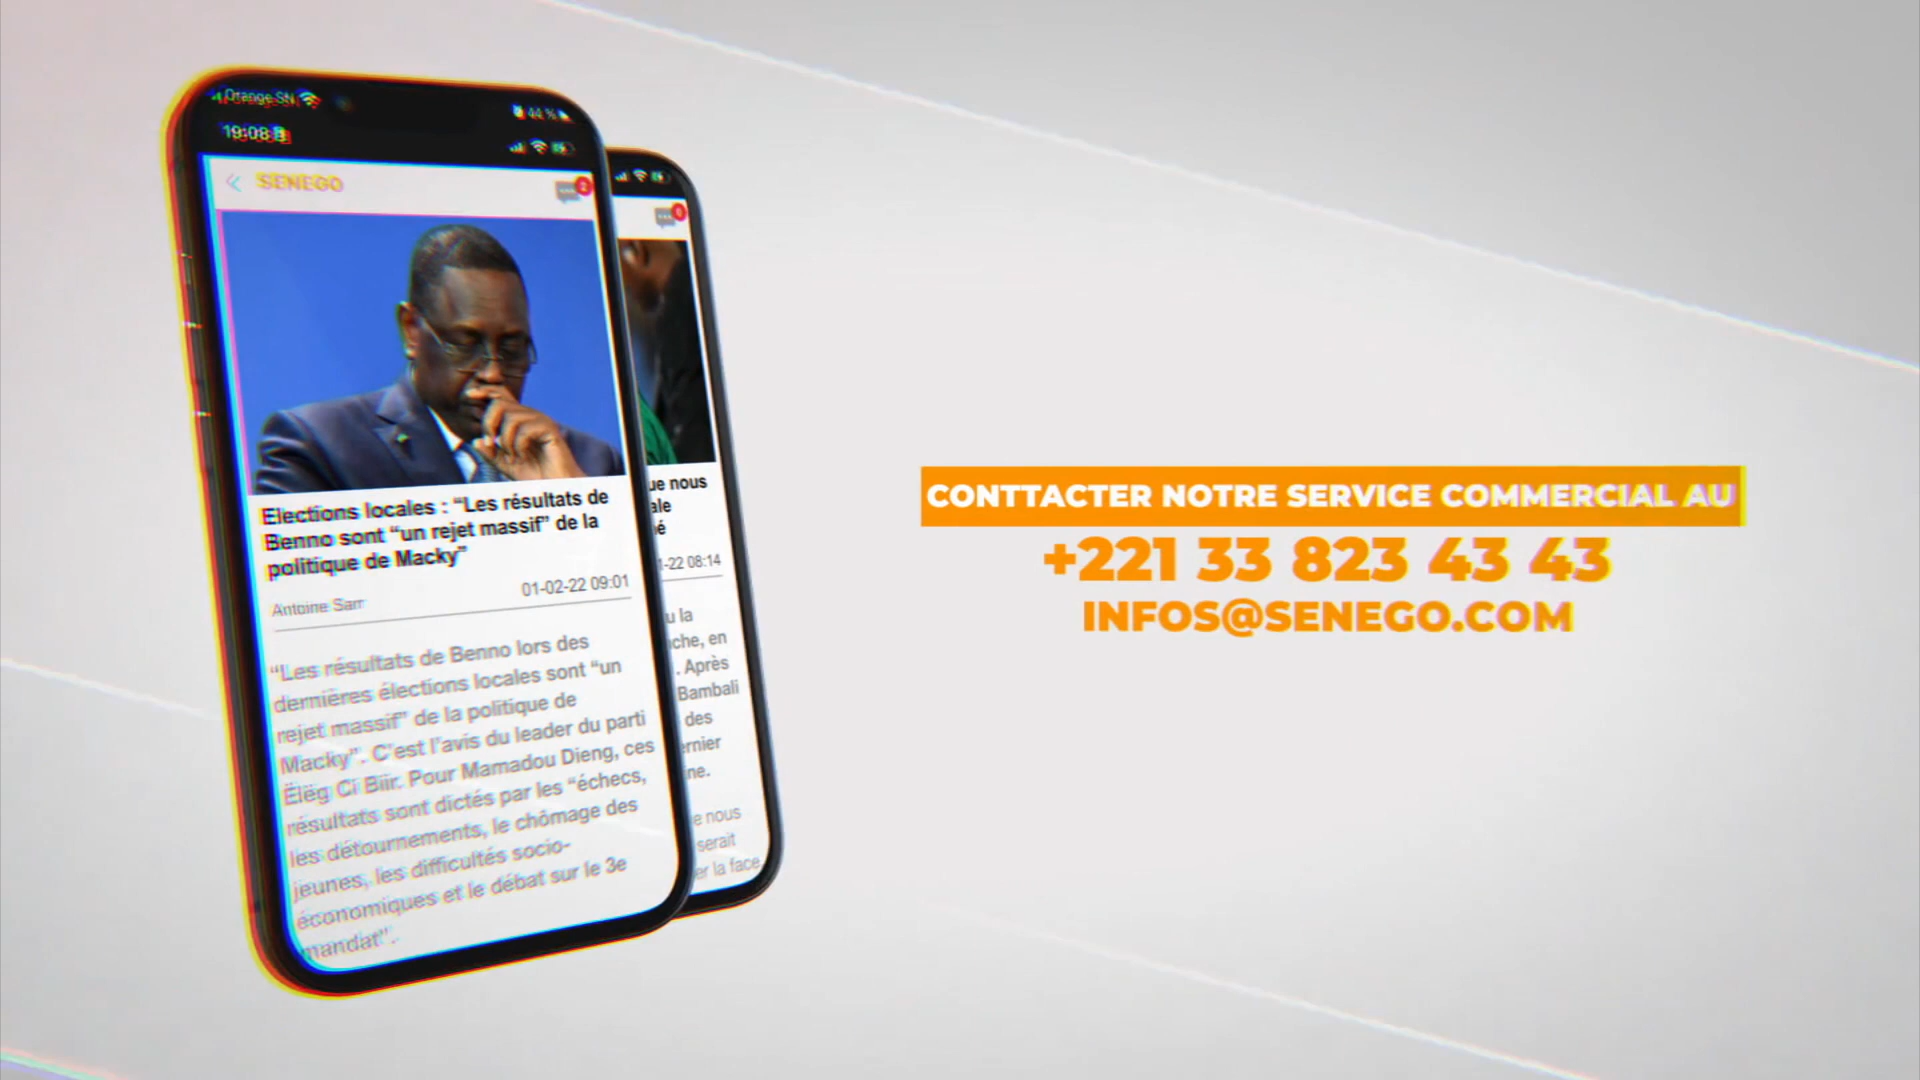 Orange SN
44 %
19:08
SENEGO
2
Elections locales : “Les résultats de
Benno sont “un rejet massif” de la
politique de Macky”
01-02-22 09:01
Antoine Sarr
“Les résultats de Benno lors des
dernières élections locales sont “un
rejet massif” de la politique de
Macky”. C’est l’avis du leader du parti
Ëlëg Ci Biir. Pour Mamadou Dieng, ces
résultats sont dictés par les “échecs,
les détournements, le chômage des
jeunes, les difficultés socio-
économiques et le débat sur le 3e
mandat”.
0
ue nous
ale
é
1-22 08:14
u la
che, en
. Après
Bambali
des
ernier
ne.
e nous
serait
er la face
CONTTACTER NOTRE SERVICE COMMERCIAL AU
+221 33 823 43 43
INFOS@SENEGO.COM